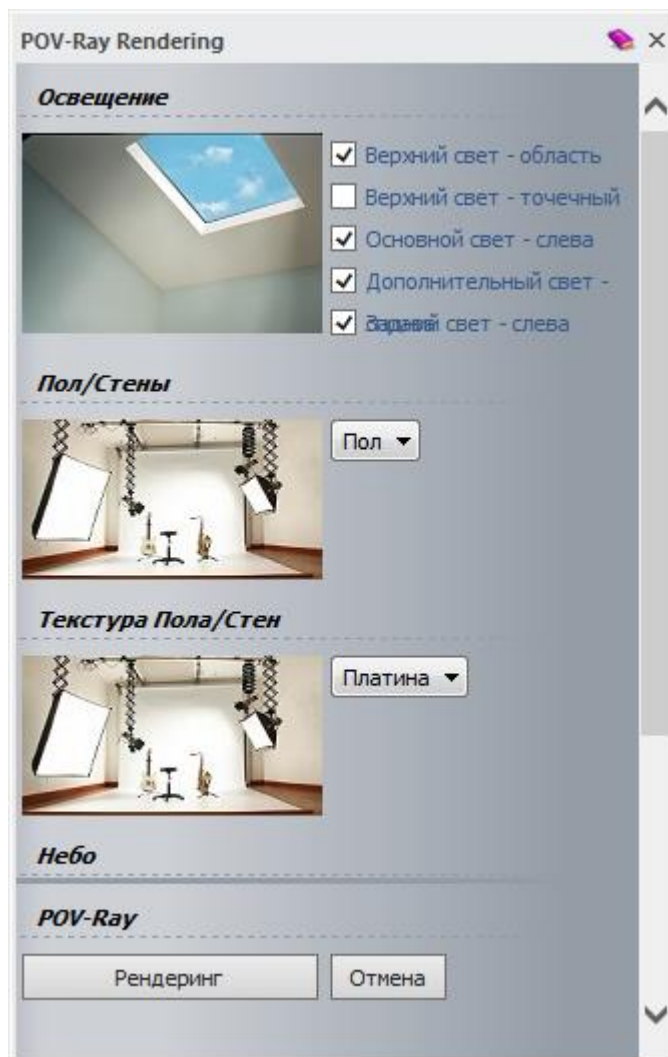 POV-Ray Rendering
Освещение
Верхний свет - область
Верхний свет - точечный
Основной свет - слева
Дополнительный свет -
Задний свет - слева
Пол/Стены
Пол
Текстура Пола/Стен
Платина
Небо
POV-Ray
Рендеринг
Отмена